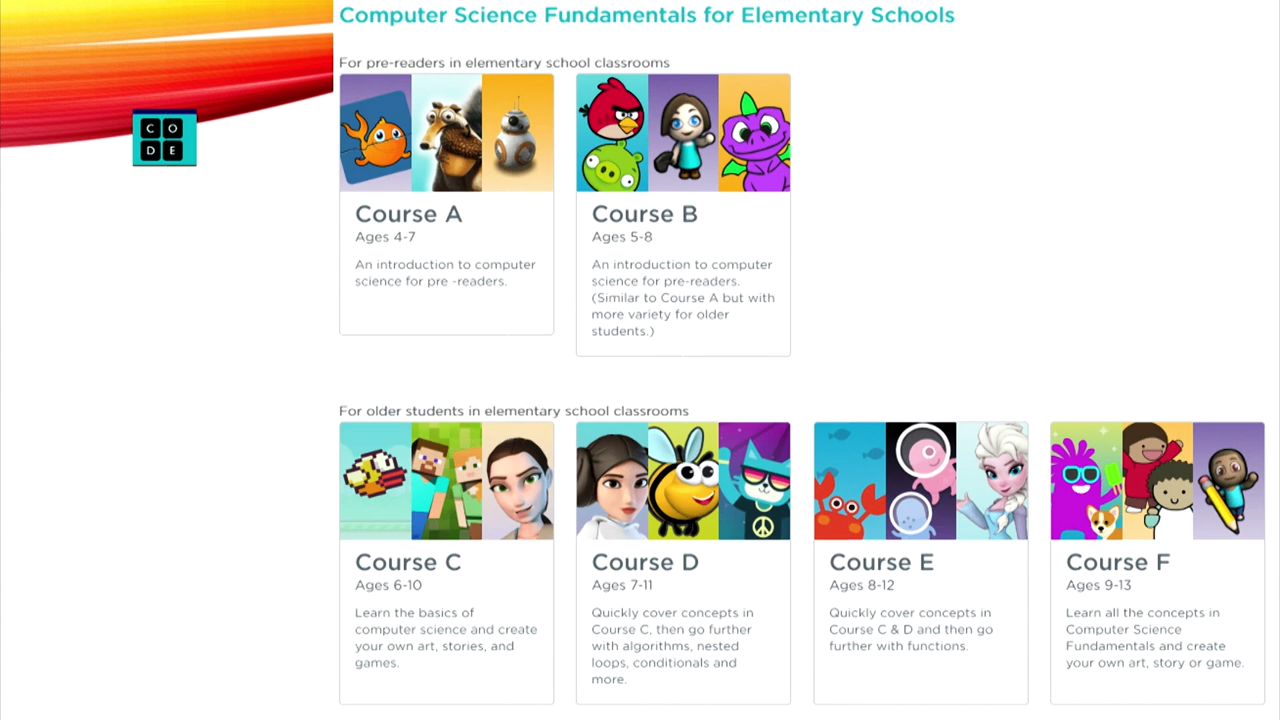 Computer Science Fundamentals for Elementary Schools
C O
D E
For pre-readers in elementary school classrooms
Course A
Ages 4-7
An introduction to computer
science for pre -readers.
Course B
Ages 5-8
An introduction to computer
science for pre-readers.
(Similar to Course A but with
more variety for older
students.)
For older students in elementary school classrooms
Course C
Ages 6-10
Learn the basics of
computer science and create
your own art, stories, and
games.
Course D
Ages 7-11
Quickly cover concepts in
Course C, then go further
with algorithms, nested
loops, conditionals and
more.
Course E
Ages 8-12
Quickly cover concepts in
Course C & D and then go
further with functions.
Course F
Ages 9-13
Learn all the concepts in
Computer Science
Fundamentals and create
your own art, story or game.